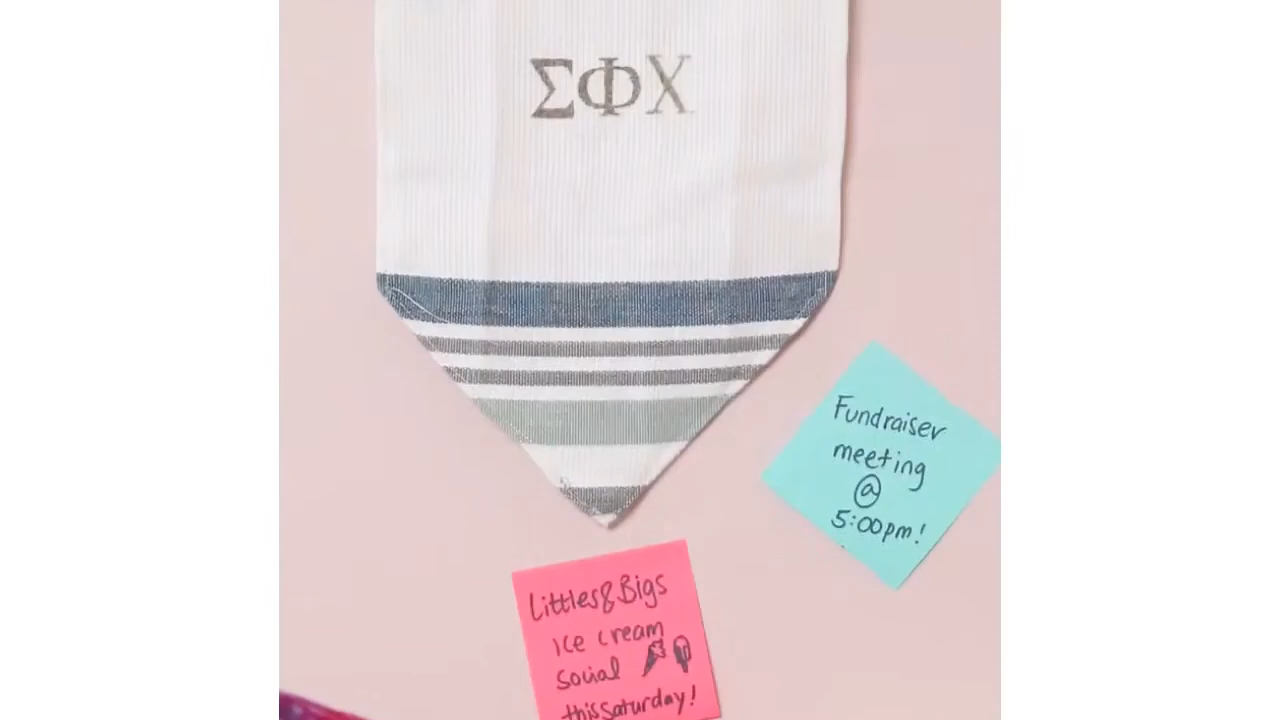 ΣΦΧ
Fundraiser
meeting
@
5:00pm!
Littles&Bigs
ice cream
social
this Saturday!